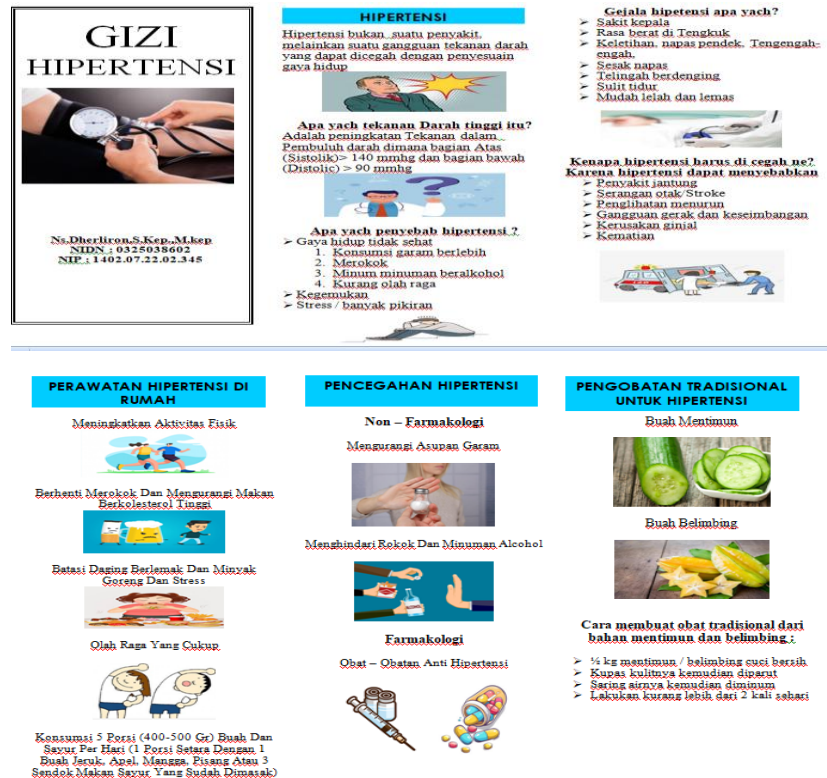 GIZI
HIPERTENSI
Ns.Dherliron,S.Kep.,M.kep
NIDN : 0325038602
NIP : 1402.07.22.02.345
HIPERTENSI
Hipertensi bukan suatu penyakit,
melainkan suatu gangguan tekanan darah
yang dapat dicegah dengan penyesuain
gaya hidup
Apa yach tekanan Darah tinggi itu?
Adalah peningkatan Tekanan dalam
Pembuluh darah dimana bagian Atas
(Sistolik)> 140 mmhg dan bagian bawah
(Distolic) > 90 mmhg
Apa yach penyebab hipertensi ?
➢ Gaya hidup tidak sehat
1. Konsumsi garam berlebih
2. Merokok
3. Minum minuman beralkohol
4. Kurang olah raga
➢ Kegemukan
➢ Stress / banyak pikiran
Gejala hipetensi apa yach?
➢ Sakit kepala
➢ Rasa berat di Tengkuk
➢ Keletihan, napas pendek, Tengengah-
engah,
➢ Sesak napas
➢ Telingah berdenging
➢ Sulit tidur
➢ Mudah lelah dan lemas
Kenapa hipertensi harus di cegah ne?
Karena hipertensi dapat menyebabkan
➢ Penyakit jantung
➢ Serangan otak/Stroke
➢ Penglihatan menurun
➢ Gangguan gerak dan keseimbangan
➢ Kerusakan ginjal
➢ Kematian
PERAWATAN HIPERTENSI DI
RUMAH
Meningkatkan Aktivitas Fisik
Berhenti Merokok Dan Mengurangi Makan
Berkolesterol Tinggi
Batasi Daging Berlemak Dan Minyak
Goreng Dan Stress
Olah Raga Yang Cukup
Konsumsi 5 Porsi (400-500 Gr) Buah Dan
Sayur Per Hari (1 Porsi Setara Dengan 1
Buah Jeruk, Apel, Mangga, Pisang Atau 3
Sendok Makan Sayur Yang Sudah Dimasak)
PENCEGAHAN HIPERTENSI
Non – Farmakologi
Mengurangi Asupan Garam
Menghindari Rokok Dan Minuman Alcohol
Farmakologi
Obat – Obatan Anti Hipertensi
PENGOBATAN TRADISIONAL
UNTUK HIPERTENSI
Buah Mentimun
Buah Belimbing
Cara membuat obat tradisional dari
bahan mentimun dan belimbing :
➢ ½ kg mentimun / belimbing cuci bersih
➢ Kupas kulitnya kemudian diparut
➢ Saring airnya kemudian diminum
➢ Lakukan kurang lebih dari 2 kali sehari